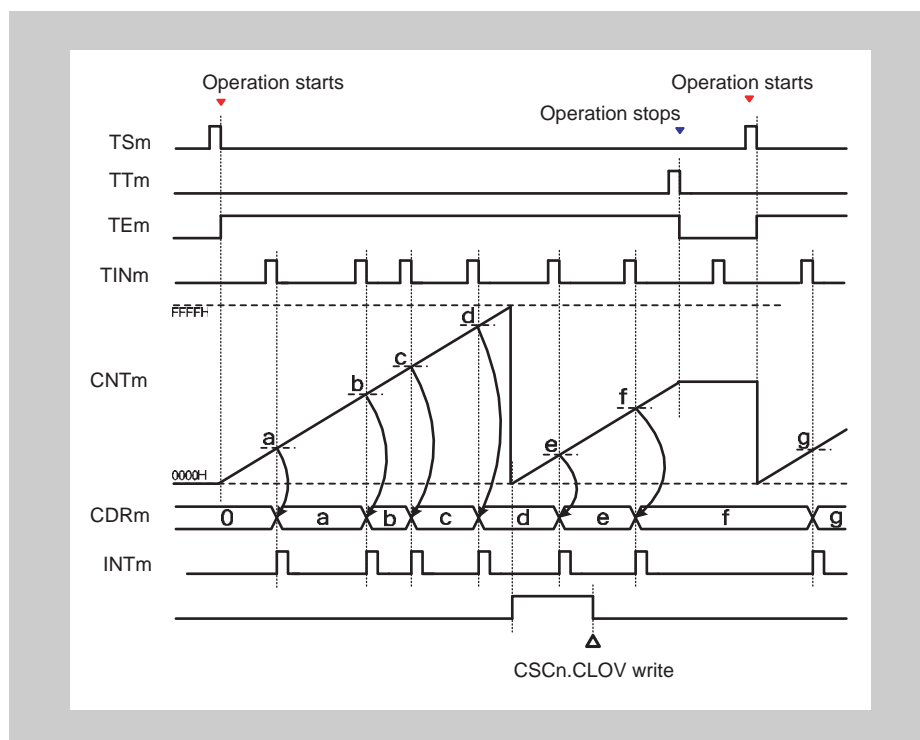 Operation starts
Operation starts
Operation stops
TSm
TTm
TEm
TINm
FFFFH
d
c
CNTm
b
f
a
e
g
0000H
CDRm 0 a b c d e f g
INTm
CSCn.CLOV write